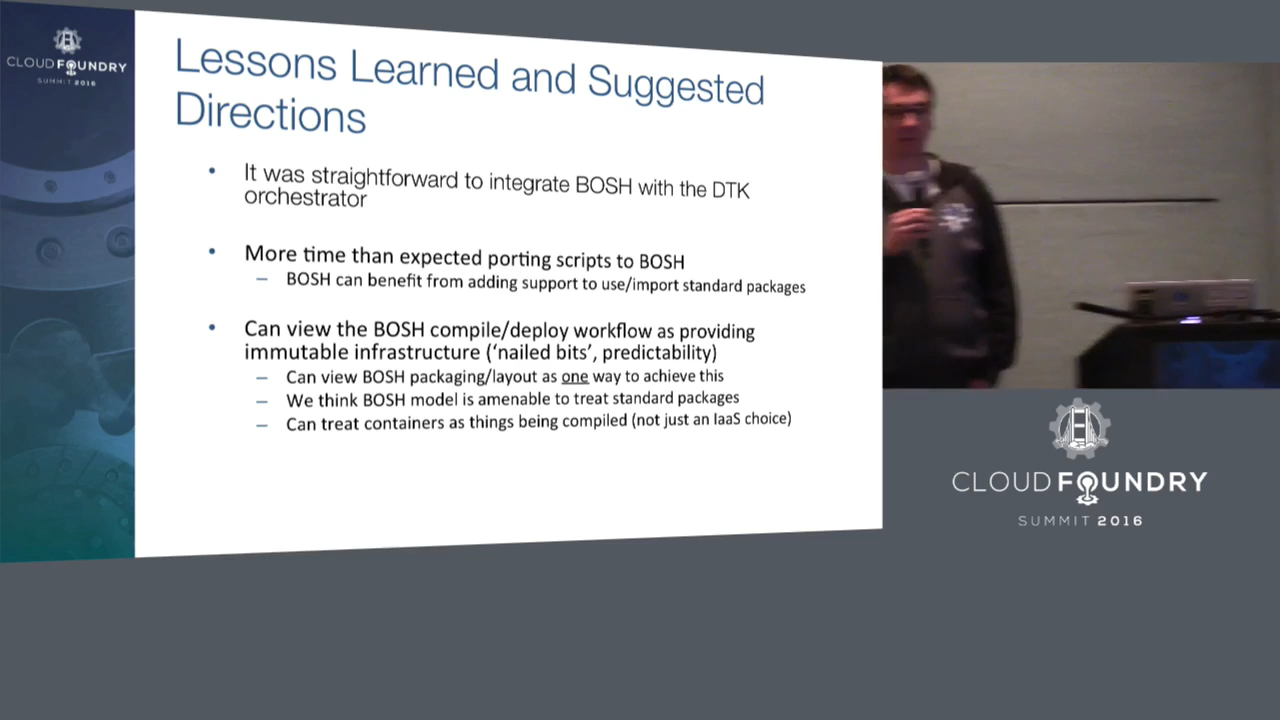 CLOUD FOUNDRY
SUMMIT 2016
Lessons Learned and Suggested
Directions
• It was straightforward to integrate BOSH with the DTK
orchestrator
• More time than expected porting scripts to BOSH
– BOSH can benefit from adding support to use/import standard packages
• Can view the BOSH compile/deploy workflow as providing
immutable infrastructure (‘nailed bits’, predictability)
– Can view BOSH packaging/layout as one way to achieve this
– We think BOSH model is amenable to treat standard packages
– Can treat containers as things being compiled (not just an IaaS choice)
CLOUD FOUNDRY
SUMMIT 2016